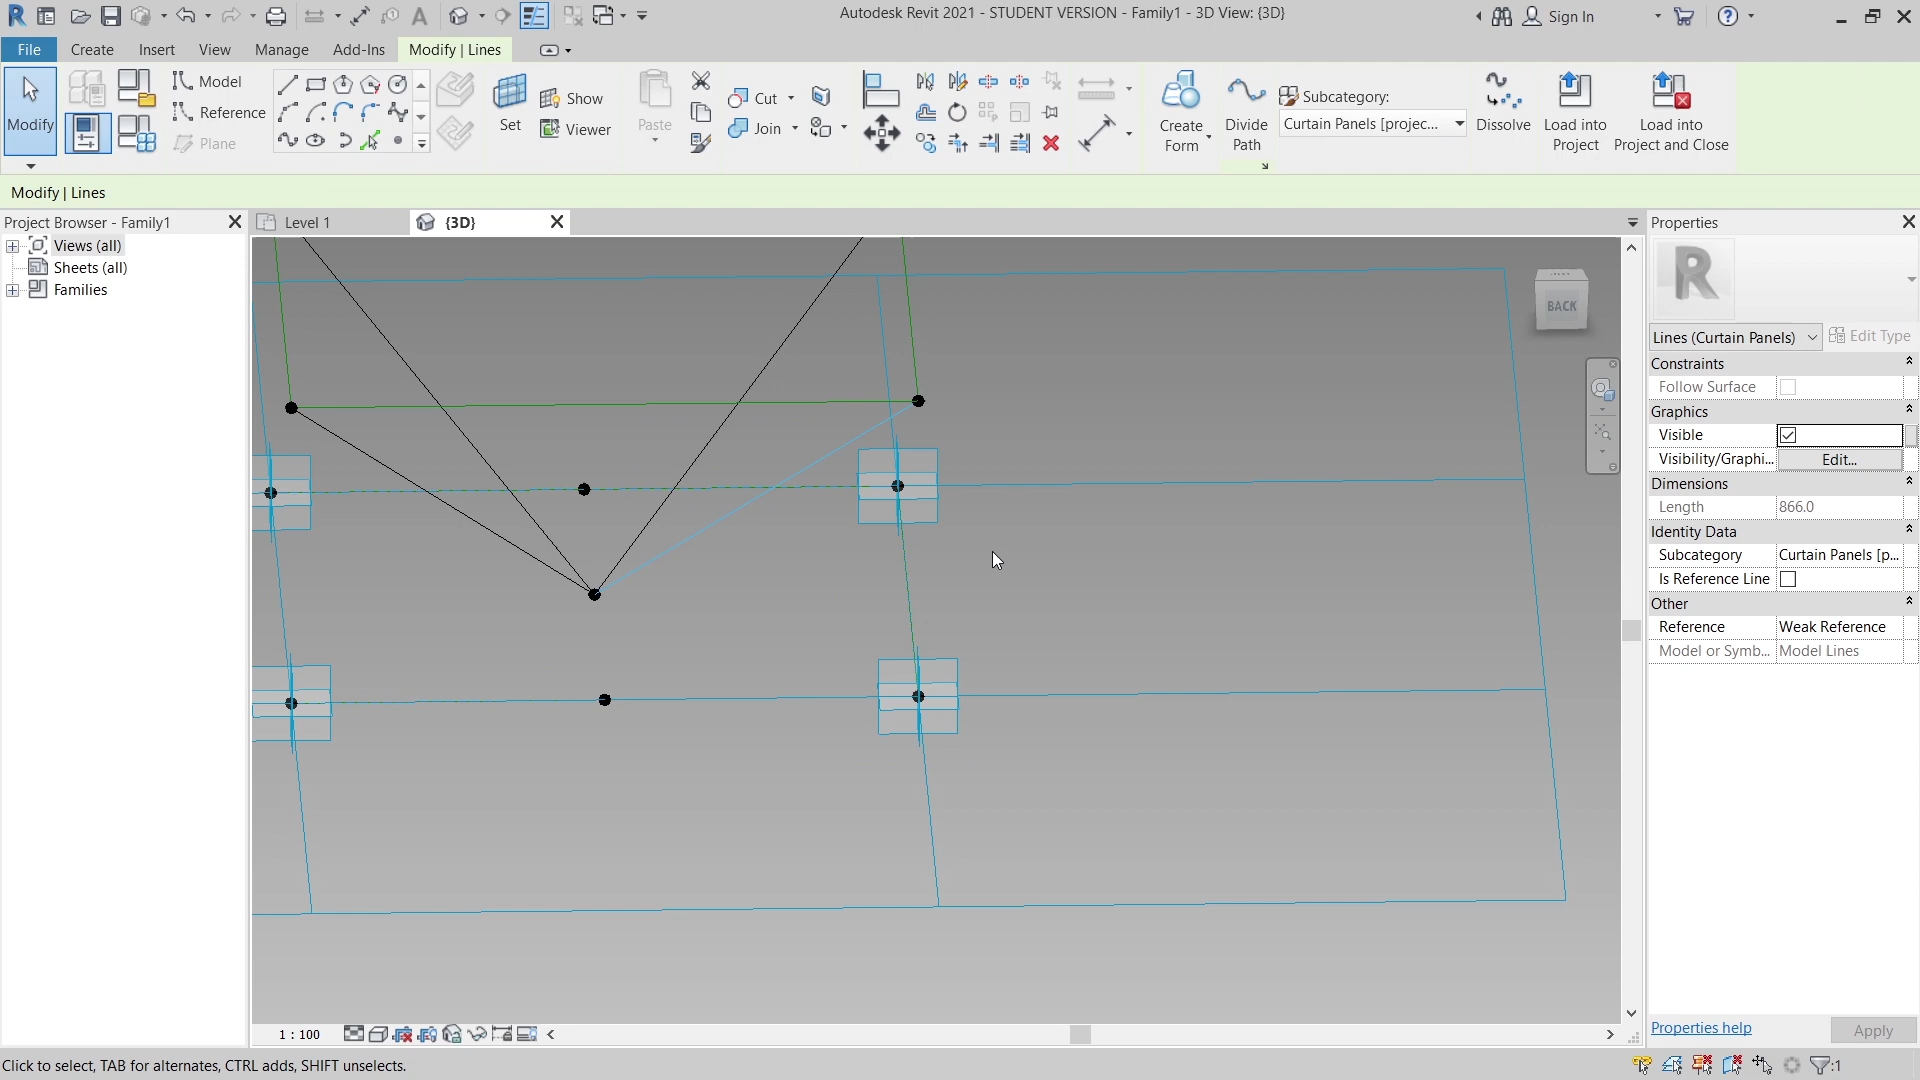 Autodesk Revit 2021 - STUDENT VERSION - Family1 - 3D View: {3D}
Sign In
File
Create
Insert
View
Manage
Add-Ins
Modify | Lines
Modify
Model
Reference
Plane
Set
Show
Viewer
Paste
Cut
Join
Create
Form
Divide
Path
Subcategory:
Curtain Panels [projec...
Dissolve
Load into
Project
Load into
Project and Close
Modify | Lines
Project Browser - Family1
Views (all)
Sheets (all)
Families
Level 1
{3D}
BACK
Properties
Lines (Curtain Panels)
Edit Type
Constraints
Follow Surface
Graphics
Visible
Visibility/Graphi...
Edit...
Dimensions
Length
866.0
Identity Data
Subcategory
Curtain Panels [p...
Is Reference Line
Other
Reference
Weak Reference
Model or Symb...
Model Lines
Properties help
Apply
1 : 100
Click to select, TAB for alternates, CTRL adds, SHIFT unselects.
:1